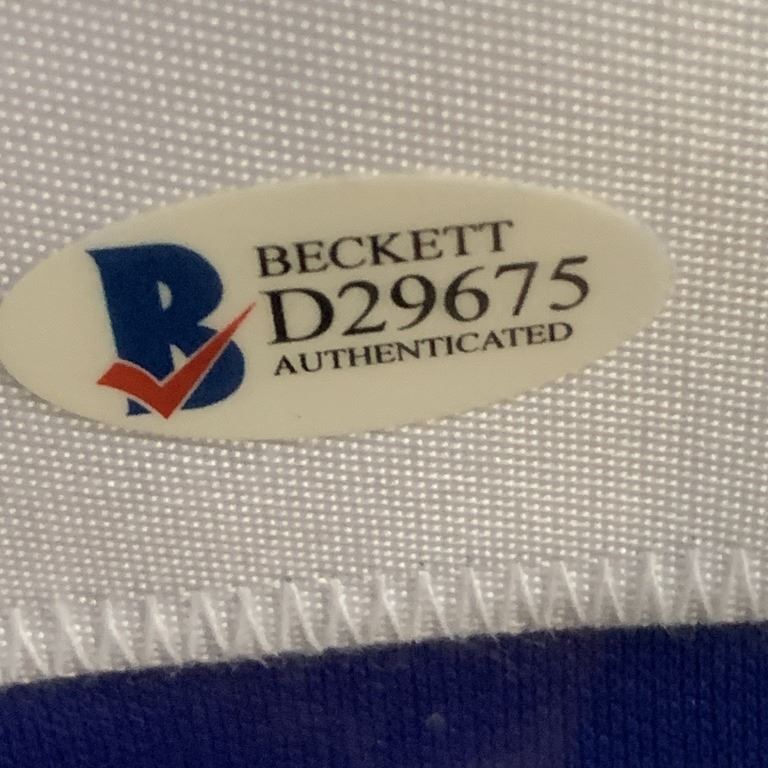 B
BECKETT
D29675
AUTHENTICATED